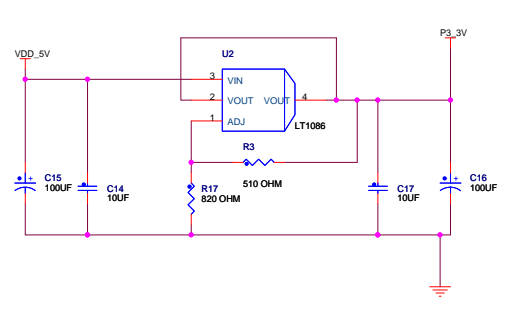 P3_3V
VDD_5V
U2
3 VIN
2 VOUT VOUT 4
1 ADJ
LT1086
R3
510 OHM
C15
100UF
C14
10UF
R17
820 OHM
C17
10UF
C16
100UF
+
+